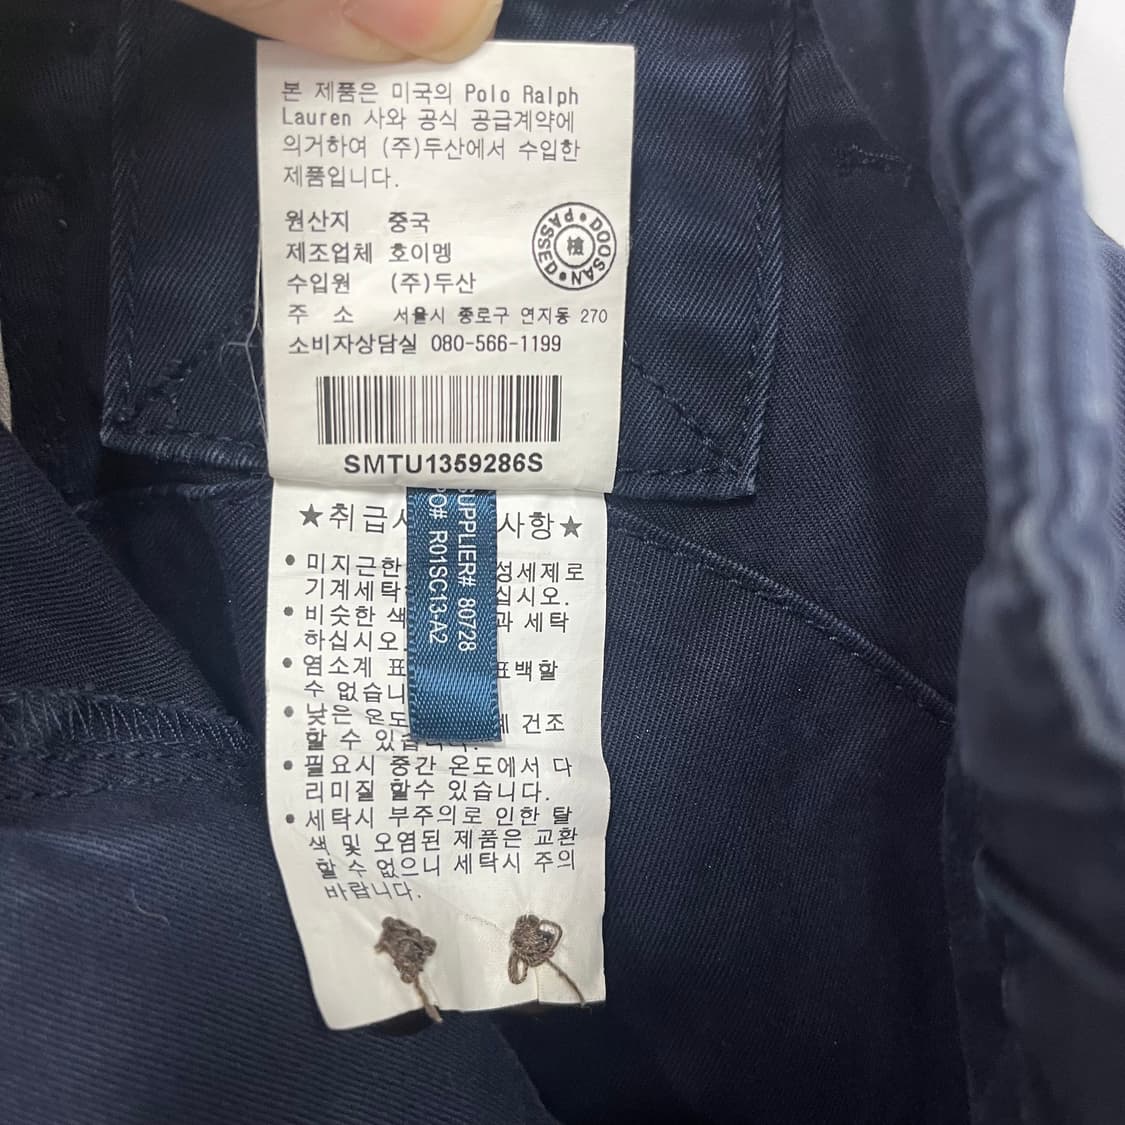 본 제품은 미국의 Polo Ralph
Lauren 사와 공식 공급계약에
의거하여 (주)두산에서 수입한
제품입니다.
원산지 중국
제조업체 호이멩
수입원 (주)두산
주 소 서울시 중로구 연지동 270
소비자상담실 080-566-1199
DOOSAN PASSED
檢
SMTU1359286S
SUPPLIER# 80728
PO# R01SC13-A2
★취급 사항★
• 미지근한 성세제로
기계세탁 십시오.
• 비슷한 색 과 세탁
하십시오.
• 염소계 표 표백할
수 없습니
• 낮은 온도 건조
할 수 있습니다.
• 필요시 중간 온도에서 다
리미질 할수 있습니다.
• 세탁시 부주의로 인한 탈
색 및 오염된 제품은 교환
할 수 없으니 세탁시 주의
바랍니다.